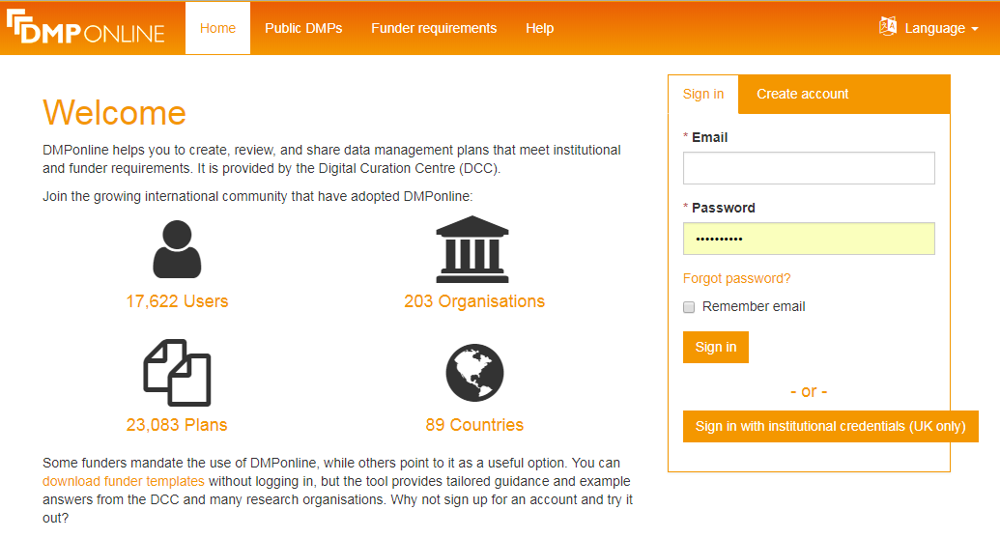 DMP ONLINE
Home
Public DMPs
Funder requirements
Help
Language
Welcome
DMPonline helps you to create, review, and share data management plans that meet institutional
and funder requirements. It is provided by the Digital Curation Centre (DCC).
Join the growing international community that have adopted DMPonline:
17,622 Users
203 Organisations
23,083 Plans
89 Countries
Some funders mandate the use of DMPonline, while others point to it as a useful option. You can
download funder templates without logging in, but the tool provides tailored guidance and example
answers from the DCC and many research organisations. Why not sign up for an account and try it
out?
Sign in
Create account
* Email
* Password
••••••••••
Forgot password?
Remember email
Sign in
- or -
Sign in with institutional credentials (UK only)